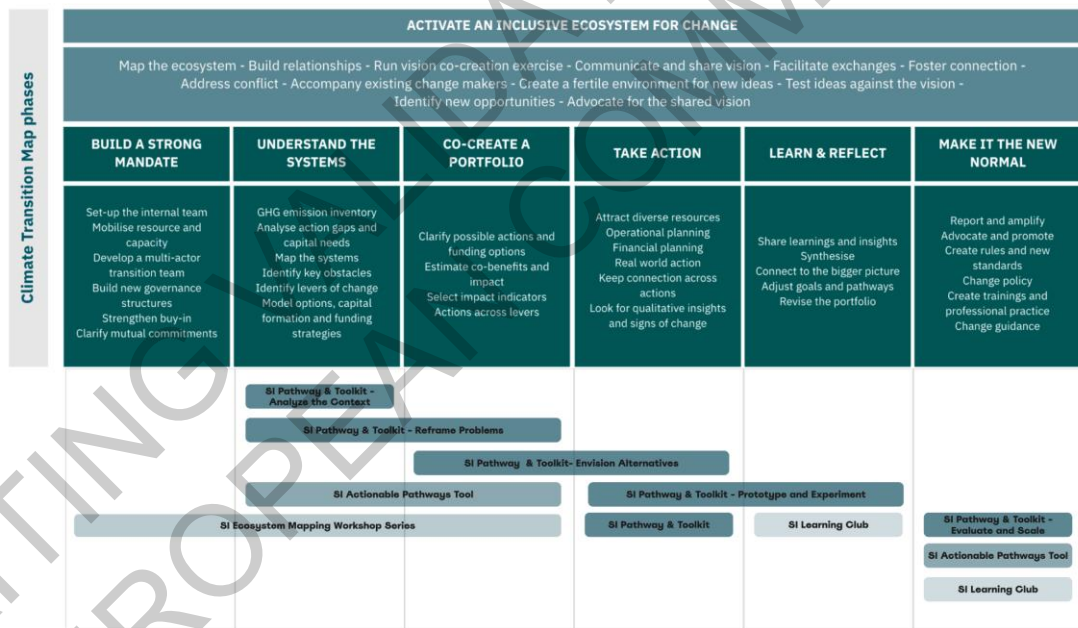 ACTIVATE AN INCLUSIVE ECOSYSTEM FOR CHANGE
Map the ecosystem - Build relationships - Run vision co-creation exercise - Communicate and share vision - Facilitate exchanges - Foster connection -
Address conflict - Accompany existing change makers - Create a fertile environment for new ideas - Test ideas against the vision -
Identify new opportunities - Advocate for the shared vision
Climate Transition Map phases
BUILD A STRONG
MANDATE
Set-up the internal team
Mobilise resource and
capacity
Develop a multi-actor
transition team
Build new governance
structures
Strengthen buy-in
Clarify mutual commitments
UNDERSTAND THE
SYSTEMS
GHG emission inventory
Analyse action gaps and
capital needs
Map the systems
Identify key obstacles
Identify levers of change
Model options, capital
formation and funding
strategies
CO-CREATE A
PORTFOLIO
Clarify possible actions and
funding options
Estimate co-benefits and
impact
Select impact indicators
Actions across levers
TAKE ACTION
Attract diverse resources
Operational planning
Financial planning
Real world action
Keep connection across
actions
Look for qualitative insights
and signs of change
LEARN & REFLECT
Share learnings and insights
Synthesise
Connect to the bigger picture
Adjust goals and pathways
Revise the portfolio
MAKE IT THE NEW
NORMAL
Report and amplify
Advocate and promote
Create rules and new
standards
Change policy
Create trainings and
professional practice
Change guidance
SI Pathway & Toolkit -
Analyze the Context
SI Pathway & Toolkit - Reframe Problems
SI Pathway & Toolkit- Envision Alternatives
SI Actionable Pathways Tool
SI Pathway & Toolkit - Prototype and Experiment
SI Ecosystem Mapping Workshop Series
SI Pathway & Toolkit
SI Learning Club
SI Pathway & Toolkit -
Evaluate and Scale
SI Actionable Pathways Tool
SI Learning Club